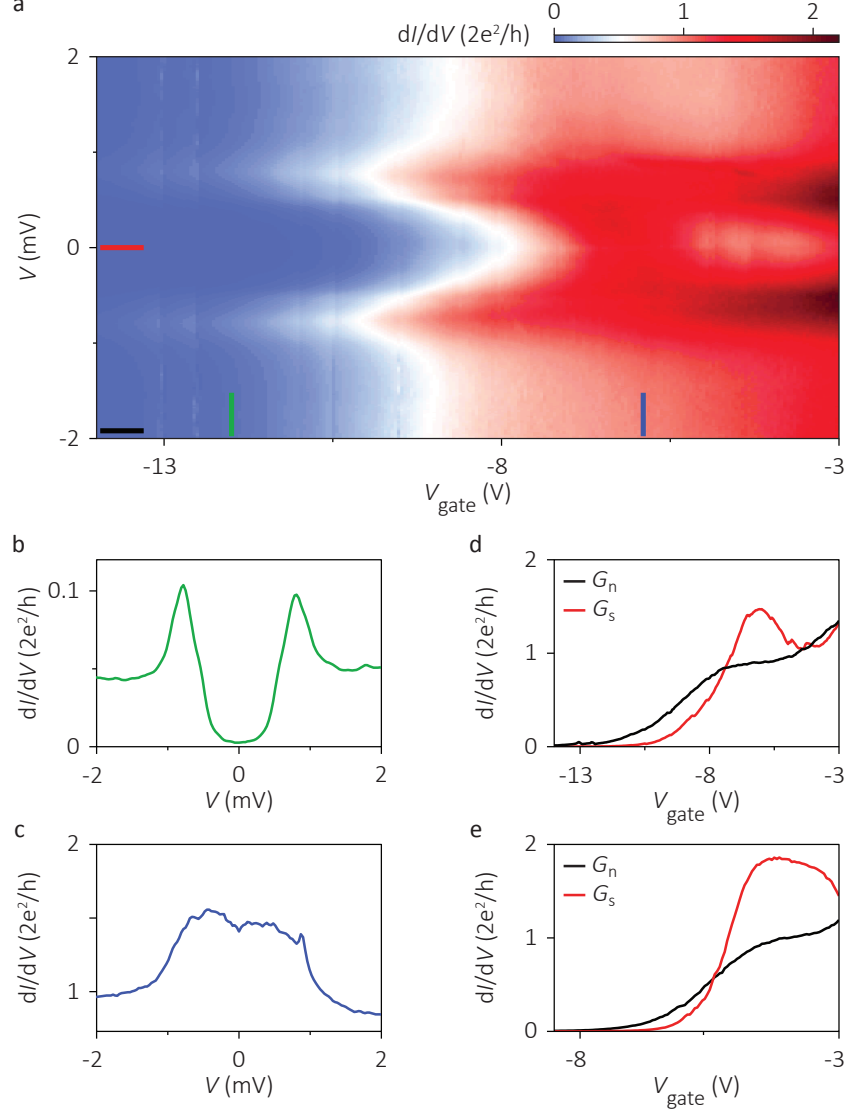 a
dI/dV (2e²/h)
0 1 2
2
0
-2
V (mV)
-13 -8 -3
V_gate (V)
b
0.1
0
dI/dV (2e²/h)
-2 0 2
V (mV)
c
2
1
dI/dV (2e²/h)
-2 0 2
V (mV)
d
2
1
0
dI/dV (2e²/h)
G_n
G_s
-13 -8 -3
V_gate (V)
e
2
1
0
dI/dV (2e²/h)
G_n
G_s
-8 -3
V_gate (V)